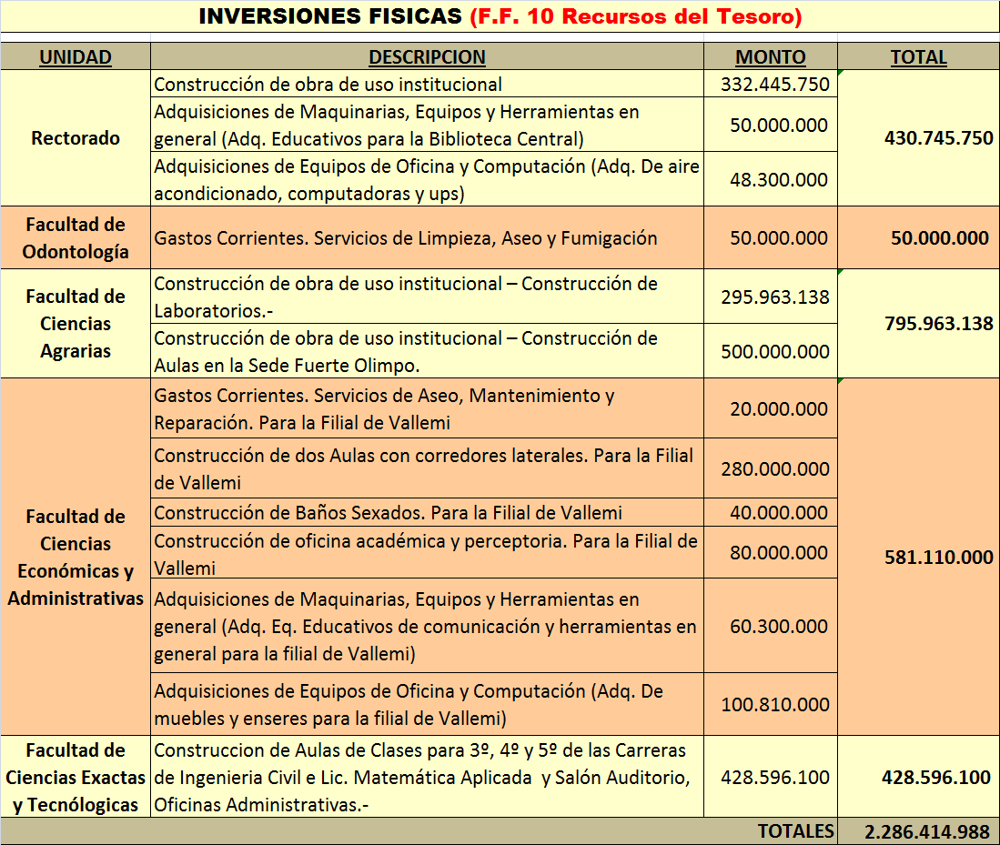 INVERSIONES FISICAS (F.F. 10 Recursos del Tesoro)
UNIDAD DESCRIPCION MONTO TOTAL
Rectorado
Construcción de obra de uso institucional 332.445.750
Adquisiciones de Maquinarias, Equipos y Herramientas en
general (Adq. Educativos para la Biblioteca Central)
50.000.000
Adquisiciones de Equipos de Oficina y Computación (Adq. De aire
acondicionado, computadoras y ups)
48.300.000
430.745.750
Facultad de
Odontología
Gastos Corrientes. Servicios de Limpieza, Aseo y Fumigación 50.000.000 50.000.000
Facultad de
Ciencias
Agrarias
Construcción de obra de uso institucional – Construcción de
Laboratorios.-
295.963.138
Construcción de obra de uso institucional – Construcción de
Aulas en la Sede Fuerte Olimpo.
500.000.000
795.963.138
Facultad de
Ciencias
Económicas y
Administrativas
Gastos Corrientes. Servicios de Aseo, Mantenimiento y
Reparación. Para la Filial de Vallemi
20.000.000
Construcción de dos Aulas con corredores laterales. Para la Filial
de Vallemi
280.000.000
Construcción de Baños Sexados. Para la Filial de Vallemi 40.000.000
Construcción de oficina académica y perceptoria. Para la Filial de
Vallemi
80.000.000
Adquisiciones de Maquinarias, Equipos y Herramientas en
general (Adq. Eq. Educativos de comunicación y herramientas en
general para la filial de Vallemi)
60.300.000
Adquisiciones de Equipos de Oficina y Computación (Adq. De
muebles y enseres para la filial de Vallemi)
100.810.000
581.110.000
Facultad de
Ciencias Exactas
y Tecnólogicas
Construccion de Aulas de Clases para 3º, 4º y 5º de las Carreras
de Ingenieria Civil e Lic. Matemática Aplicada y Salón Auditorio,
Oficinas Administrativas.-
428.596.100
428.596.100
TOTALES 2.286.414.988